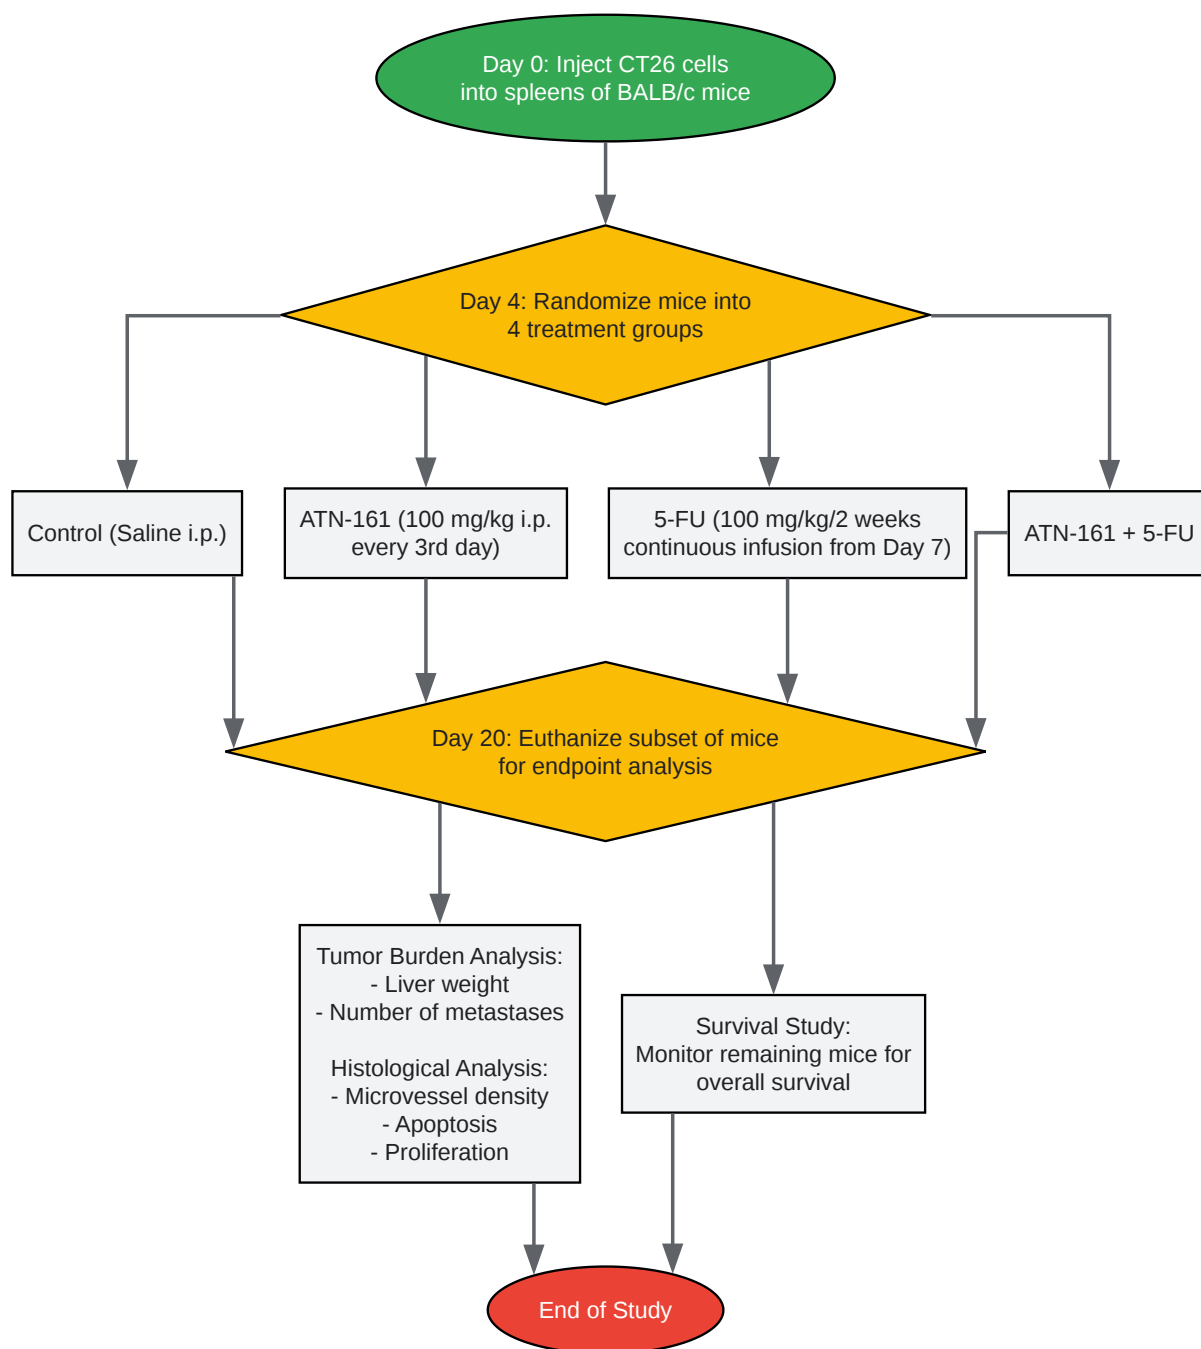 Day 0: Inject CT26 cells
into spleens of BALB/c mice
Day 4: Randomize mice into
4 treatment groups
Control (Saline i.p.)
ATN-161 (100 mg/kg i.p.
every 3rd day)
5-FU (100 mg/kg/2 weeks
continuous infusion from Day 7)
ATN-161 + 5-FU
Day 20: Euthanize subset of mice
for endpoint analysis
Tumor Burden Analysis:
- Liver weight
- Number of metastases
Histological Analysis:
- Microvessel density
- Apoptosis
- Proliferation
Survival Study:
Monitor remaining mice for
overall survival
End of Study